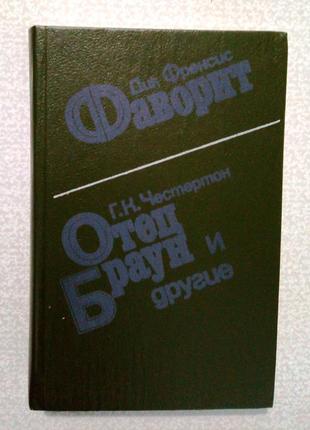 Дик Френсис
Фаворит
Г.К. Честертон
Отец
Браун и
другие